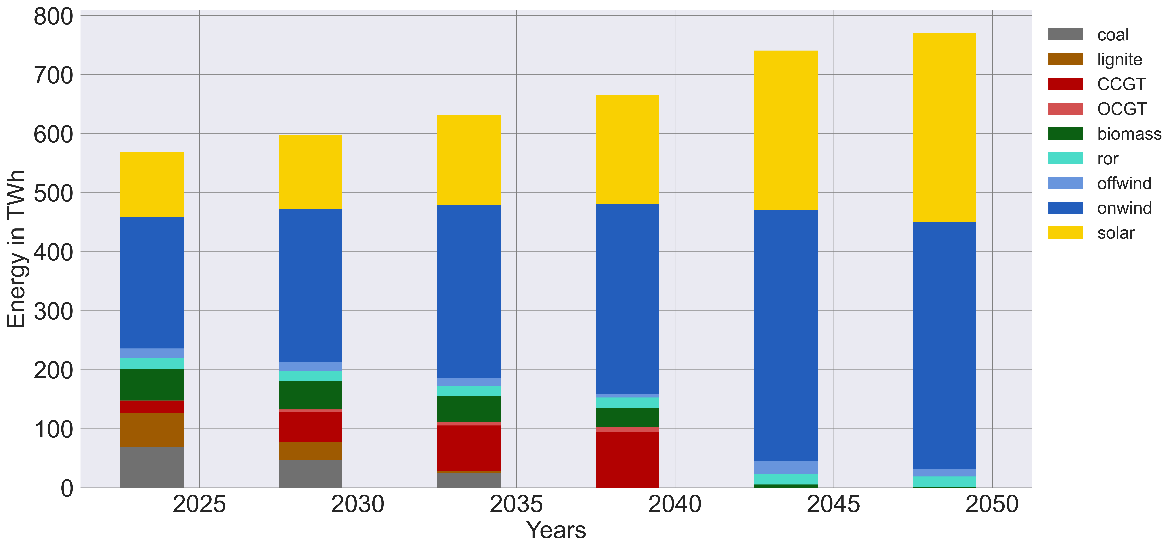 800
700
600
500
400
300
200
100
0
Energy in TWh
2025
2030
2035
2040
2045
2050
Years
coal
lignite
CCGT
OCGT
biomass
ror
offwind
onwind
solar